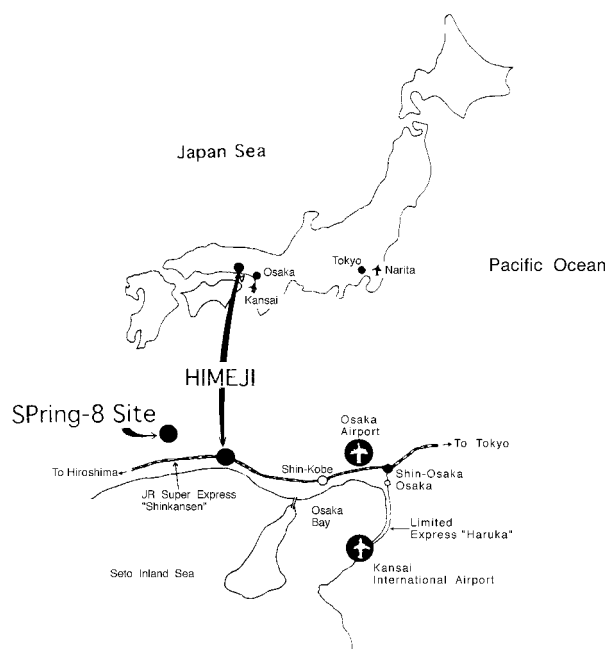 Japan Sea
Pacific Ocean
Tokyo
Narita
Osaka
Kansai
HIMEJI
SPring-8 Site
Osaka
Airport
To Tokyo
Shin-Kobe
Shin-Osaka
Osaka
To Hiroshima
JR Super Express
"Shinkansen"
Osaka
Bay
Limited
Express "Haruka"
Seto Inland Sea
Kansai
International Airport